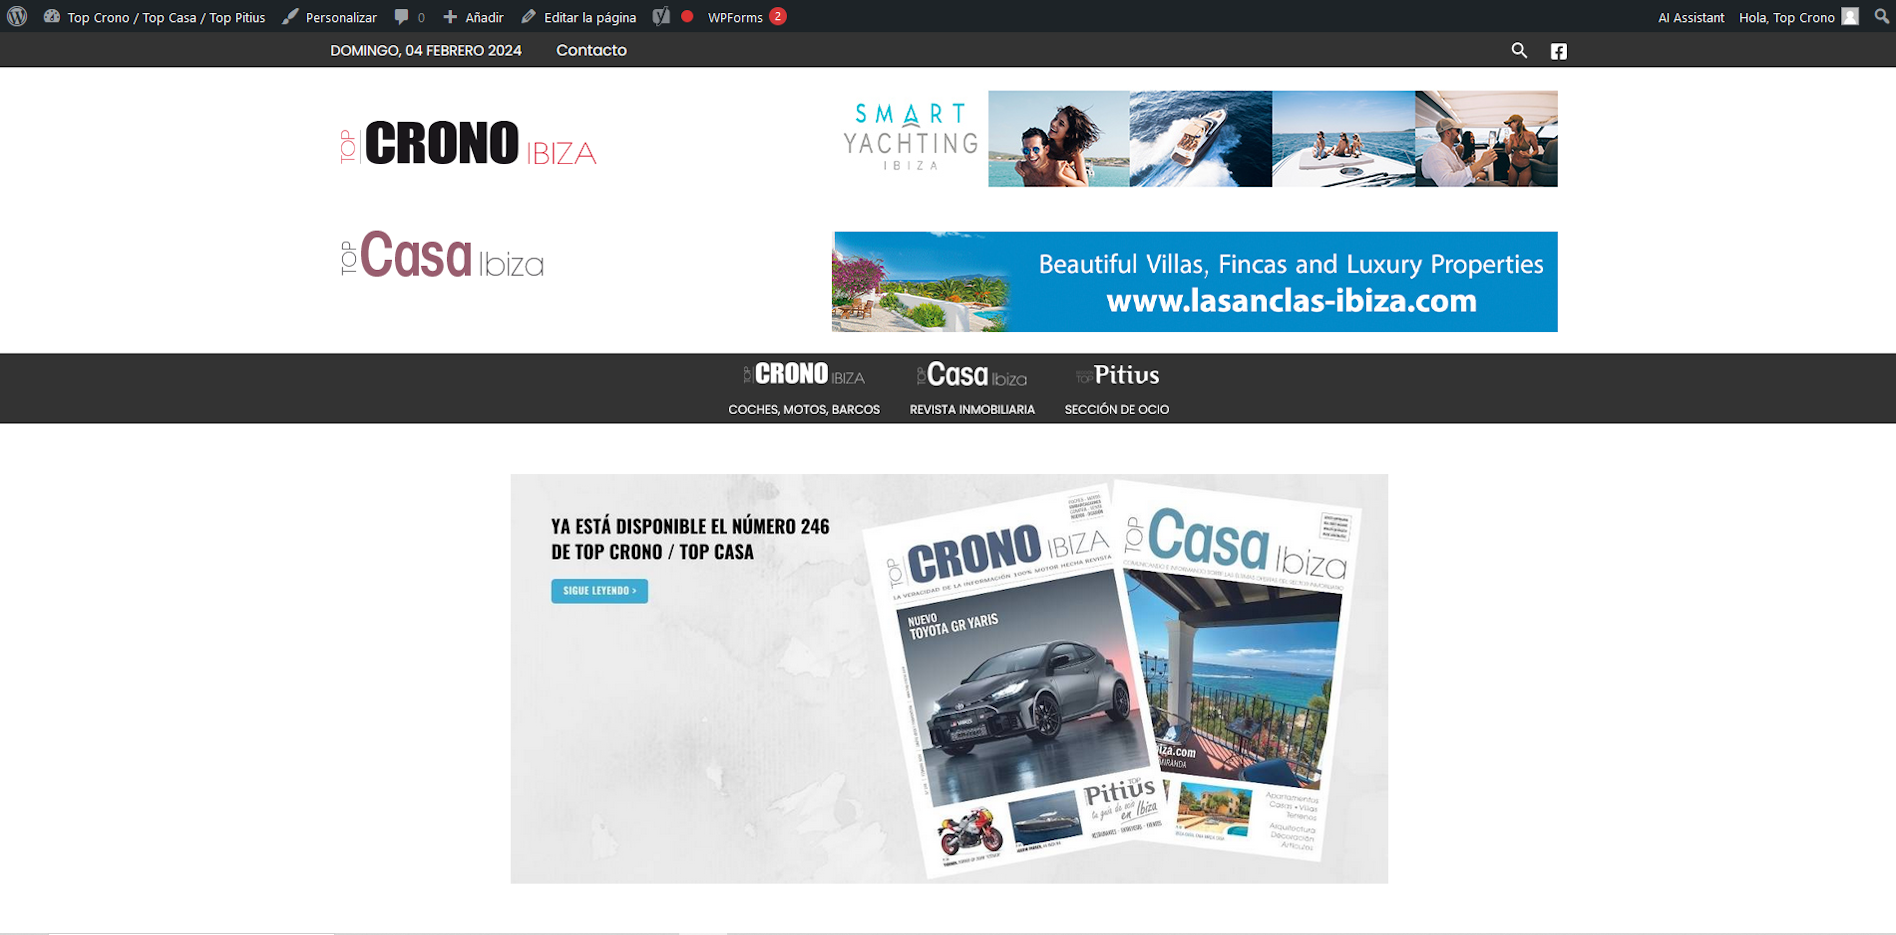 Top Crono / Top Casa / Top Pitius
Personalizar
0
Añadir
Editar la página
WPForms 2
AI Assistant
Hola, Top Crono
DOMINGO, 04 FEBRERO 2024
Contacto
TOP CRONO IBIZA
SMART
YACHTING
IBIZA
TOP Casa Ibiza
Beautiful Villas, Fincas and Luxury Properties
www.lasanclas-ibiza.com
TOP CRONO IBIZA
TOP Casa Ibiza
TOP Pitius
COCHES, MOTOS, BARCOS
REVISTA INMOBILIARIA
SECCIÓN DE OCIO
YA ESTÁ DISPONIBLE EL NÚMERO 246
DE TOP CRONO / TOP CASA
SIGUE LEYENDO >
TOP CRONO IBIZA
LA VERACIDAD DE LA INFORMACIÓN 100% MOTOR HECHA REVISTA
NUEVO
TOYOTA GR YARIS
TOP
Pitius
la guía de ocio
en Ibiza
RESTAURANTES - ENTREVISTAS - EVENTOS
TOP Casa Ibiza
iza.com
MIRANDA
Apartamentos
Casas • Villas
Terrenos
Arquitectura
Decoración
Artículos